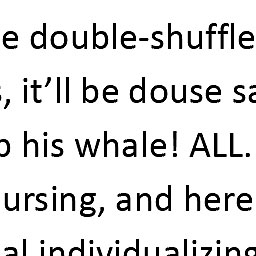 e double-shuffle
, it’ll be douse sa
his whale! ALL.
ursing, and here
al individualizing